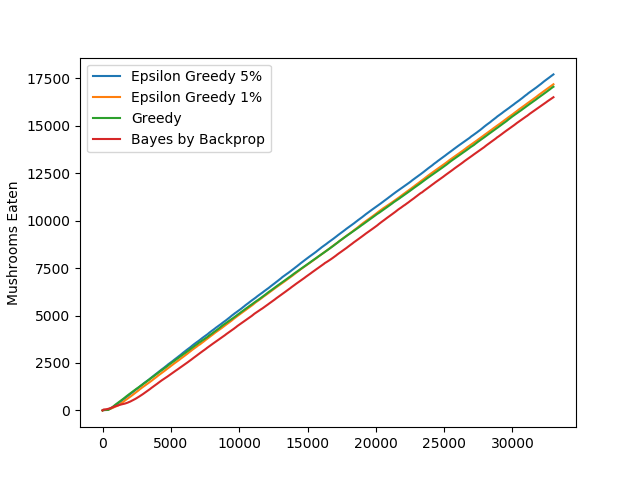 Epsilon Greedy 5%
Epsilon Greedy 1%
Greedy
Bayes by Backprop
Mushrooms Eaten
17500
15000
12500
10000
7500
5000
2500
0
0 5000 10000 15000 20000 25000 30000